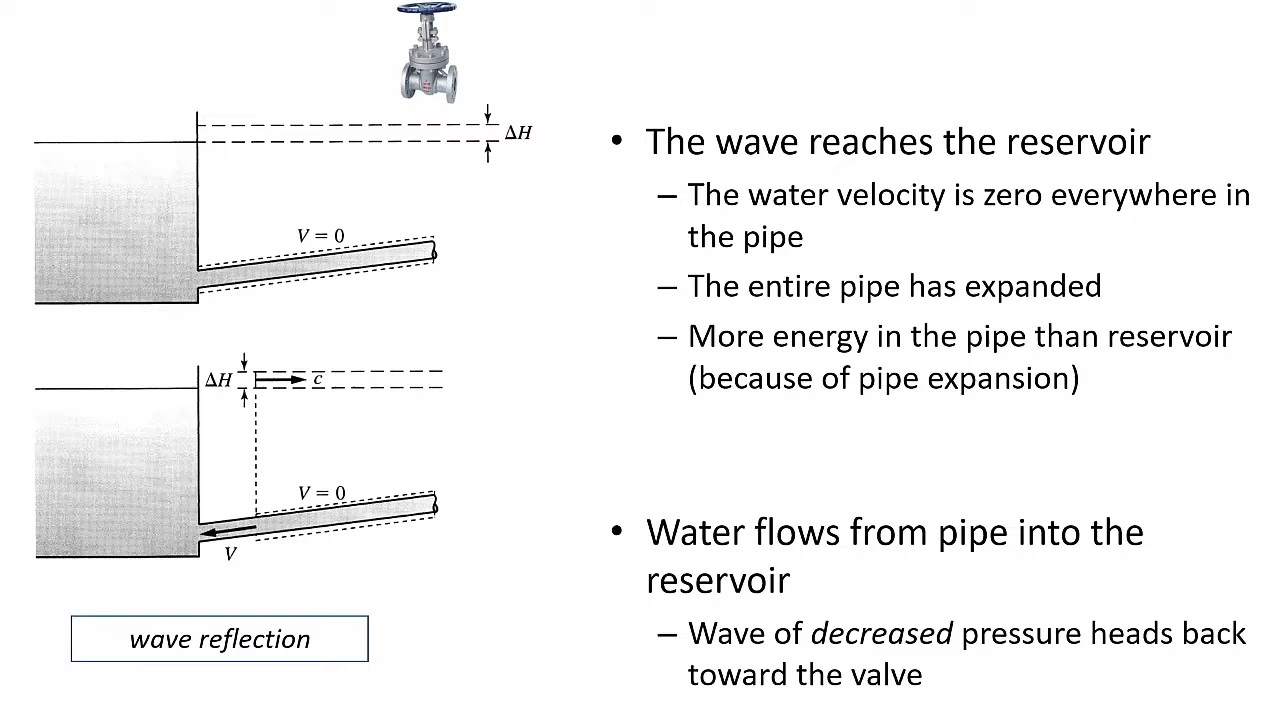 ΔH
V = 0
ΔH
c
V = 0
V
wave reflection
• The wave reaches the reservoir
– The water velocity is zero everywhere in
the pipe
– The entire pipe has expanded
– More energy in the pipe than reservoir
(because of pipe expansion)
• Water flows from pipe into the
reservoir
– Wave of decreased pressure heads back
toward the valve